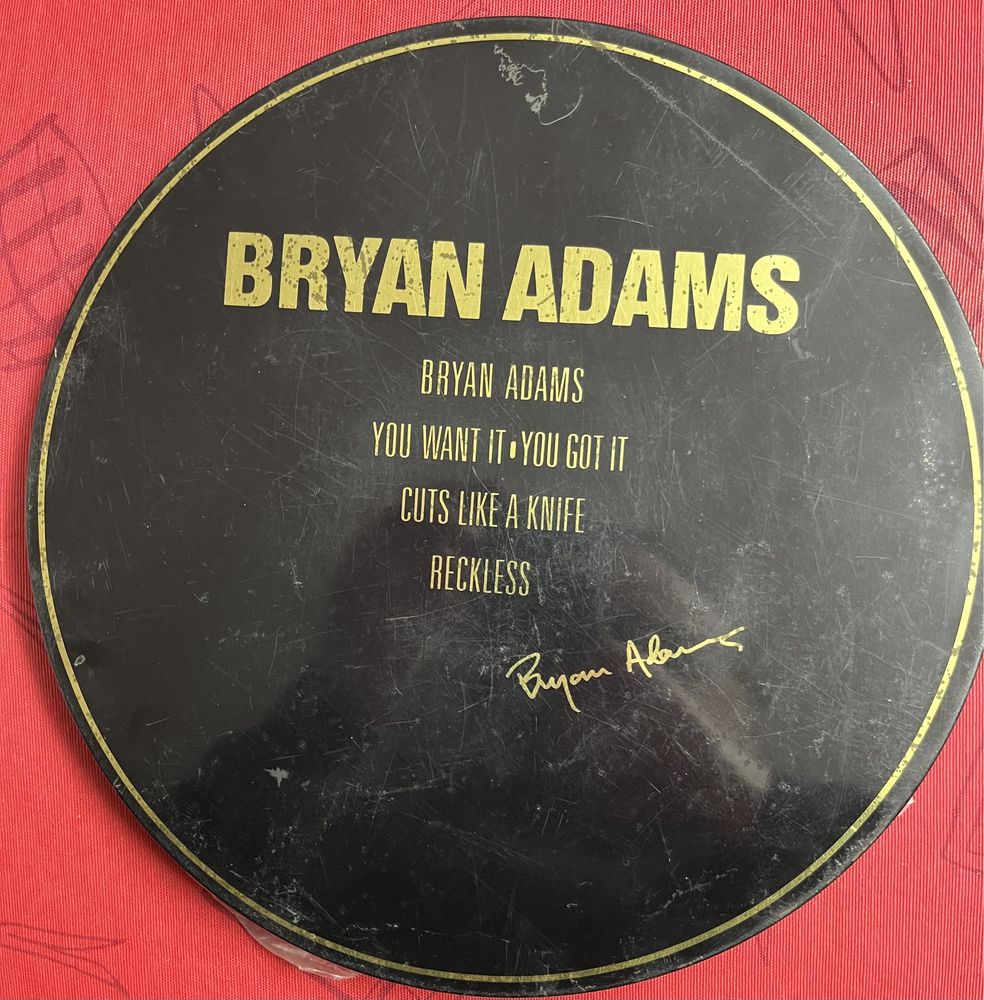 BRYAN ADAMS
BRYAN ADAMS
YOU WANT IT•YOU GOT IT
CUTS LIKE A KNIFE
RECKLESS
Bryan Adams